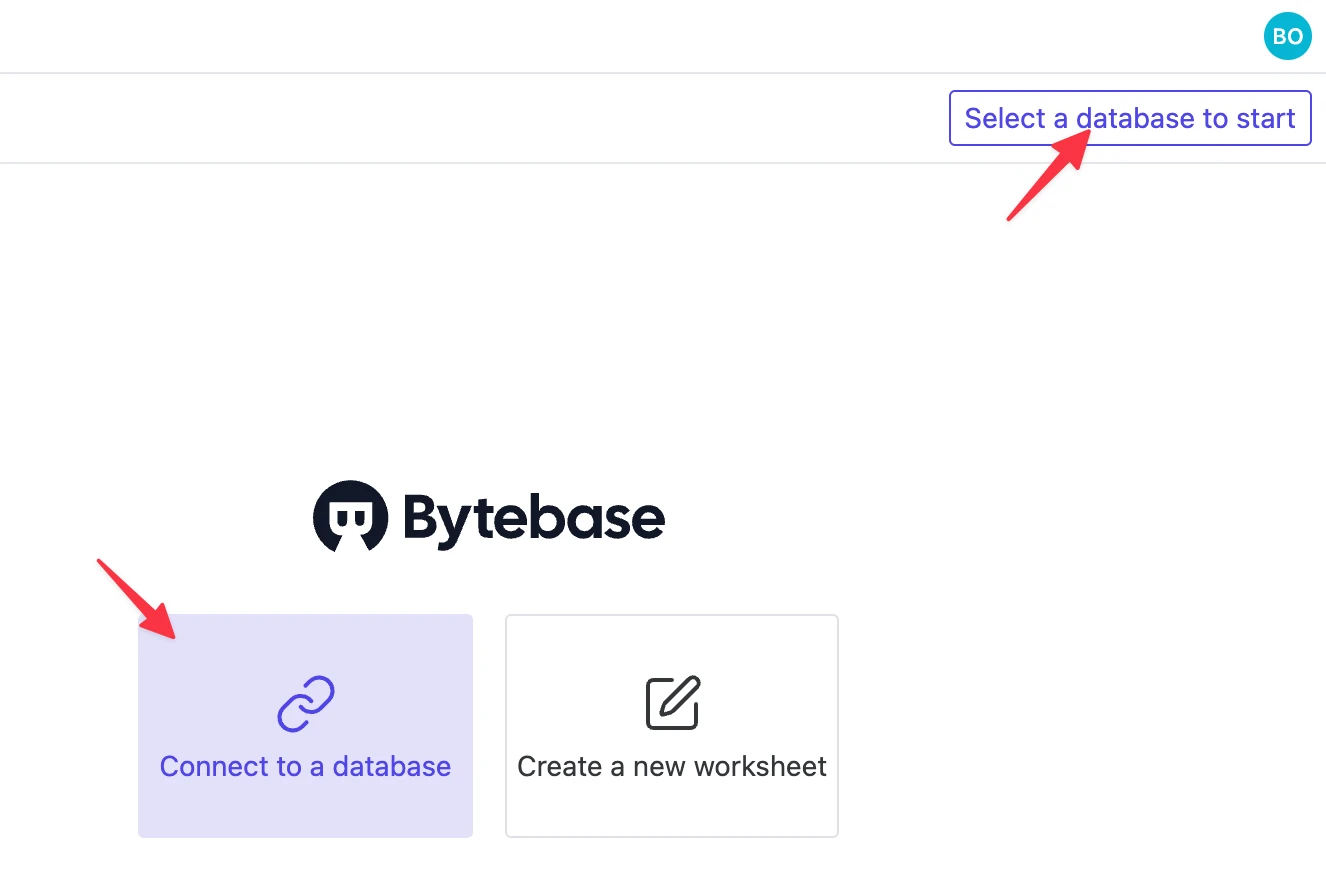 BO
Select a database to start
Bytebase
Connect to a database
Create a new worksheet